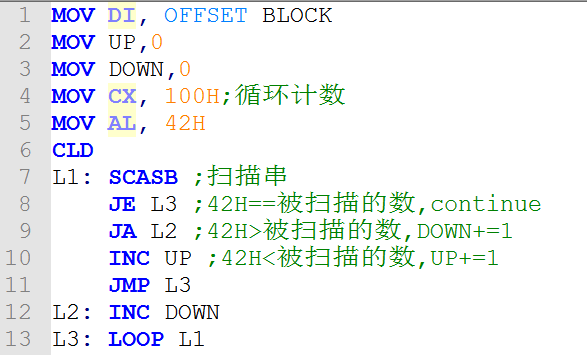 1 MOV DI, OFFSET BLOCK
2 MOV UP,0
3 MOV DOWN,0
4 MOV CX, 100H;循环计数
5 MOV AL, 42H
6 CLD
7 L1: SCASB ;扫描串
8 JE L3 ;42H==被扫描的数,continue
9 JA L2 ;42H>被扫描的数,DOWN+=1
10 INC UP ;42H<被扫描的数,UP+=1
11 JMP L3
12 L2: INC DOWN
13 L3: LOOP L1